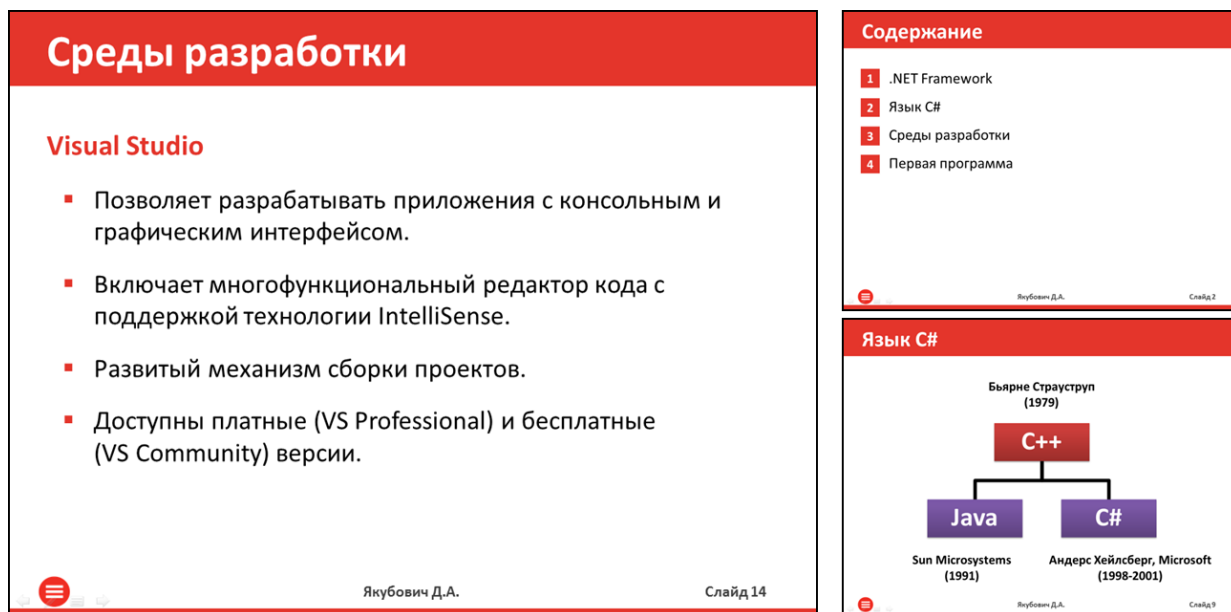 Среды разработки
Visual Studio
Позволяет разрабатывать приложения с консольным и
графическим интерфейсом.
Включает многофункциональный редактор кода с
поддержкой технологии IntelliSense.
Развитый механизм сборки проектов.
Доступны платные (VS Professional) и бесплатные
(VS Community) версии.
Якубович Д.А.
Слайд 14
Содержание
1 .NET Framework
2 Язык C#
3 Среды разработки
4 Первая программа
Якубович Д.А.
Слайд 2
Язык C#
Бьярне Страуструп
(1979)
C++
Java
C#
Sun Microsystems
(1991)
Андерс Хейлсберг, Microsoft
(1998-2001)
Якубович Д.А.
Слайд 9